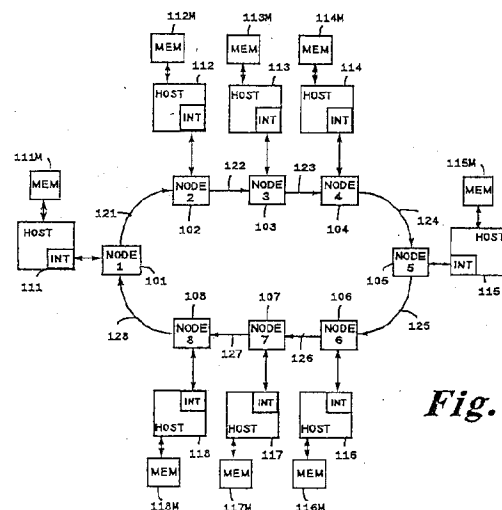 112M 113M 114M
MEM MEM MEM
112 113 114
HOST HOST HOST
INT INT INT
111M 115M
MEM MEM
122 123
121 NODE 2 NODE 3 NODE 4 124
HOST HOST
102 103 104
INT NODE 1 NODE 5 INT
111 101 105 115
108 107 106
128 NODE 8 NODE 7 NODE 6 125
127 126
INT INT INT
HOST HOST HOST
118 117 116
MEM MEM MEM
118M 117M 116M
Fig.